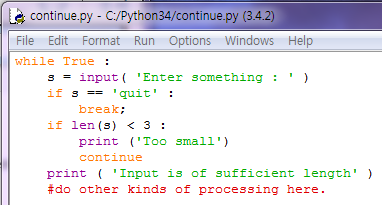 continue.py - C:/Python34/continue.py (3.4.2)
File Edit Format Run Options Windows Help
while True :
    s = input( 'Enter something : ' )
    if s == 'quit' :
        break;
    if len(s) < 3 :
        print ('Too small')
        continue
    print ( 'Input is of sufficient length' )
    #do other kinds of processing here.